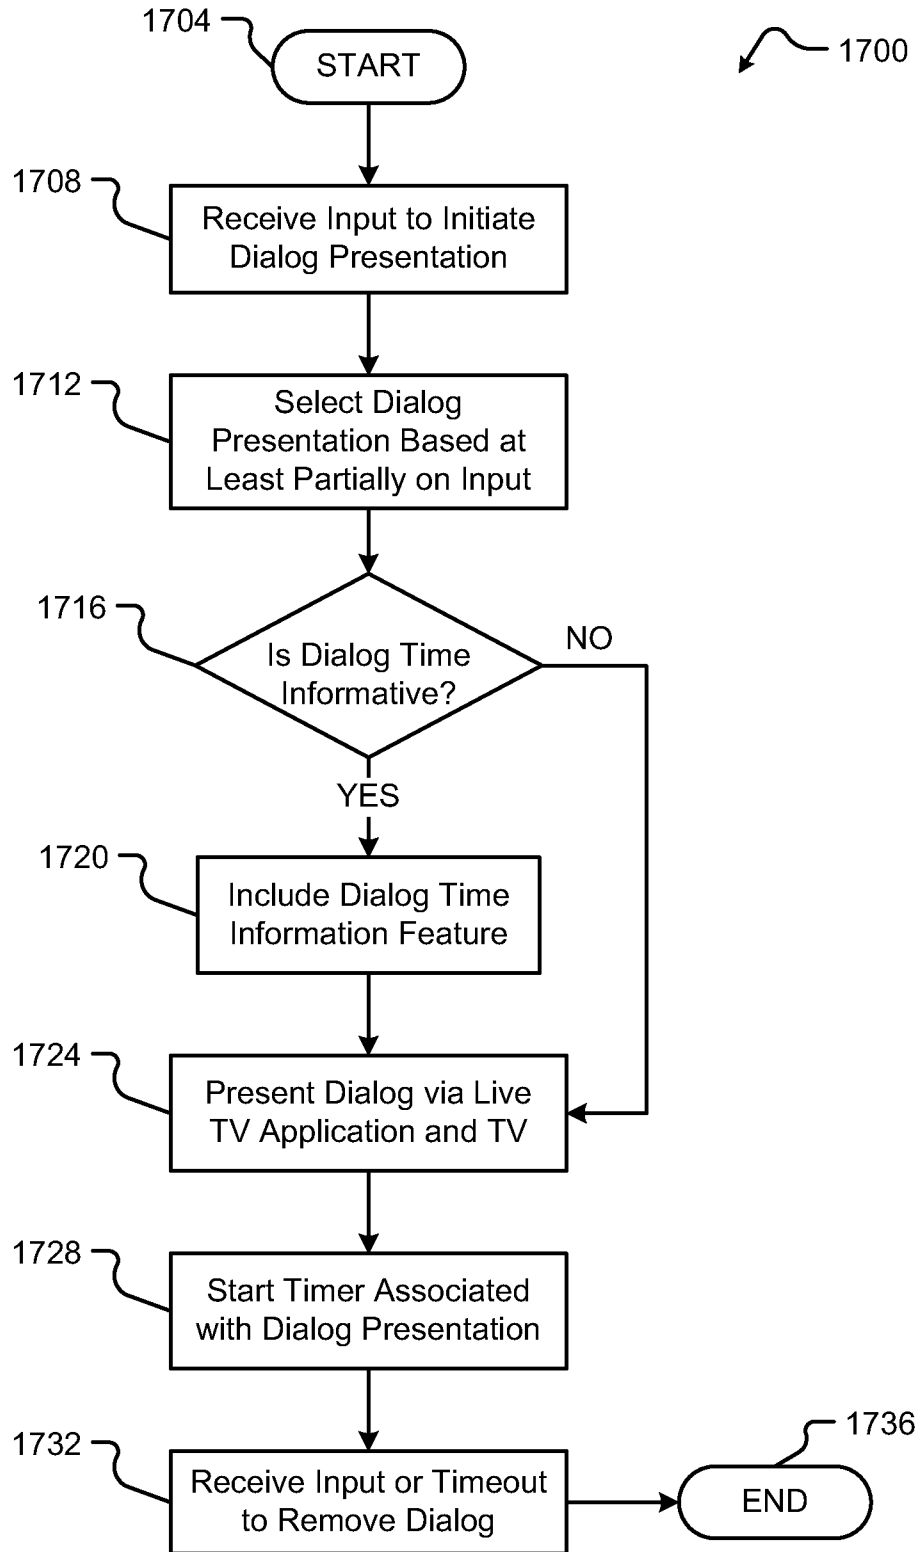 1704
START
1700
1708
Receive Input to Initiate
Dialog Presentation
1712
Select Dialog
Presentation Based at
Least Partially on Input
1716
Is Dialog Time
Informative?
NO
YES
1720
Include Dialog Time
Information Feature
1724
Present Dialog via Live
TV Application and TV
1728
Start Timer Associated
with Dialog Presentation
1732
Receive Input or Timeout
to Remove Dialog
1736
END